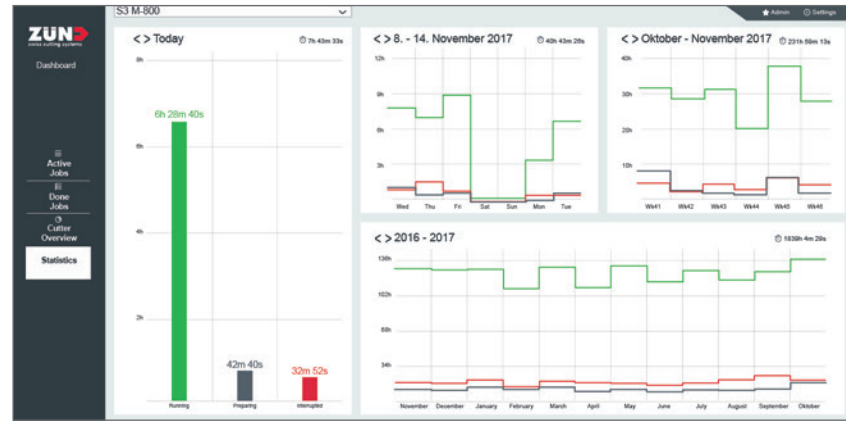 S3 M-800
Admin
Settings
ZÜND
swiss cutting systems
Dashboard
Active
Jobs
Done
Jobs
Cutter
Overview
Statistics
< > Today
7h 43m 33s
8h
6h
4h
2h
6h 28m 40s
42m 40s
32m 52s
Running
Preparing
Interrupted
< > 8. - 14. November 2017
40h 43m 26s
12h
9h
6h
3h
Wed Thu Fri Sat Sun Mon Tue
< > Oktober - November 2017
231h 59m 13s
40h
30h
20h
10h
Wk41 Wk42 Wk43 Wk44 Wk45 Wk46
< > 2016 - 2017
1839h 4m 29s
136h
102h
68h
34h
November December January February March April May June July August September Oktober